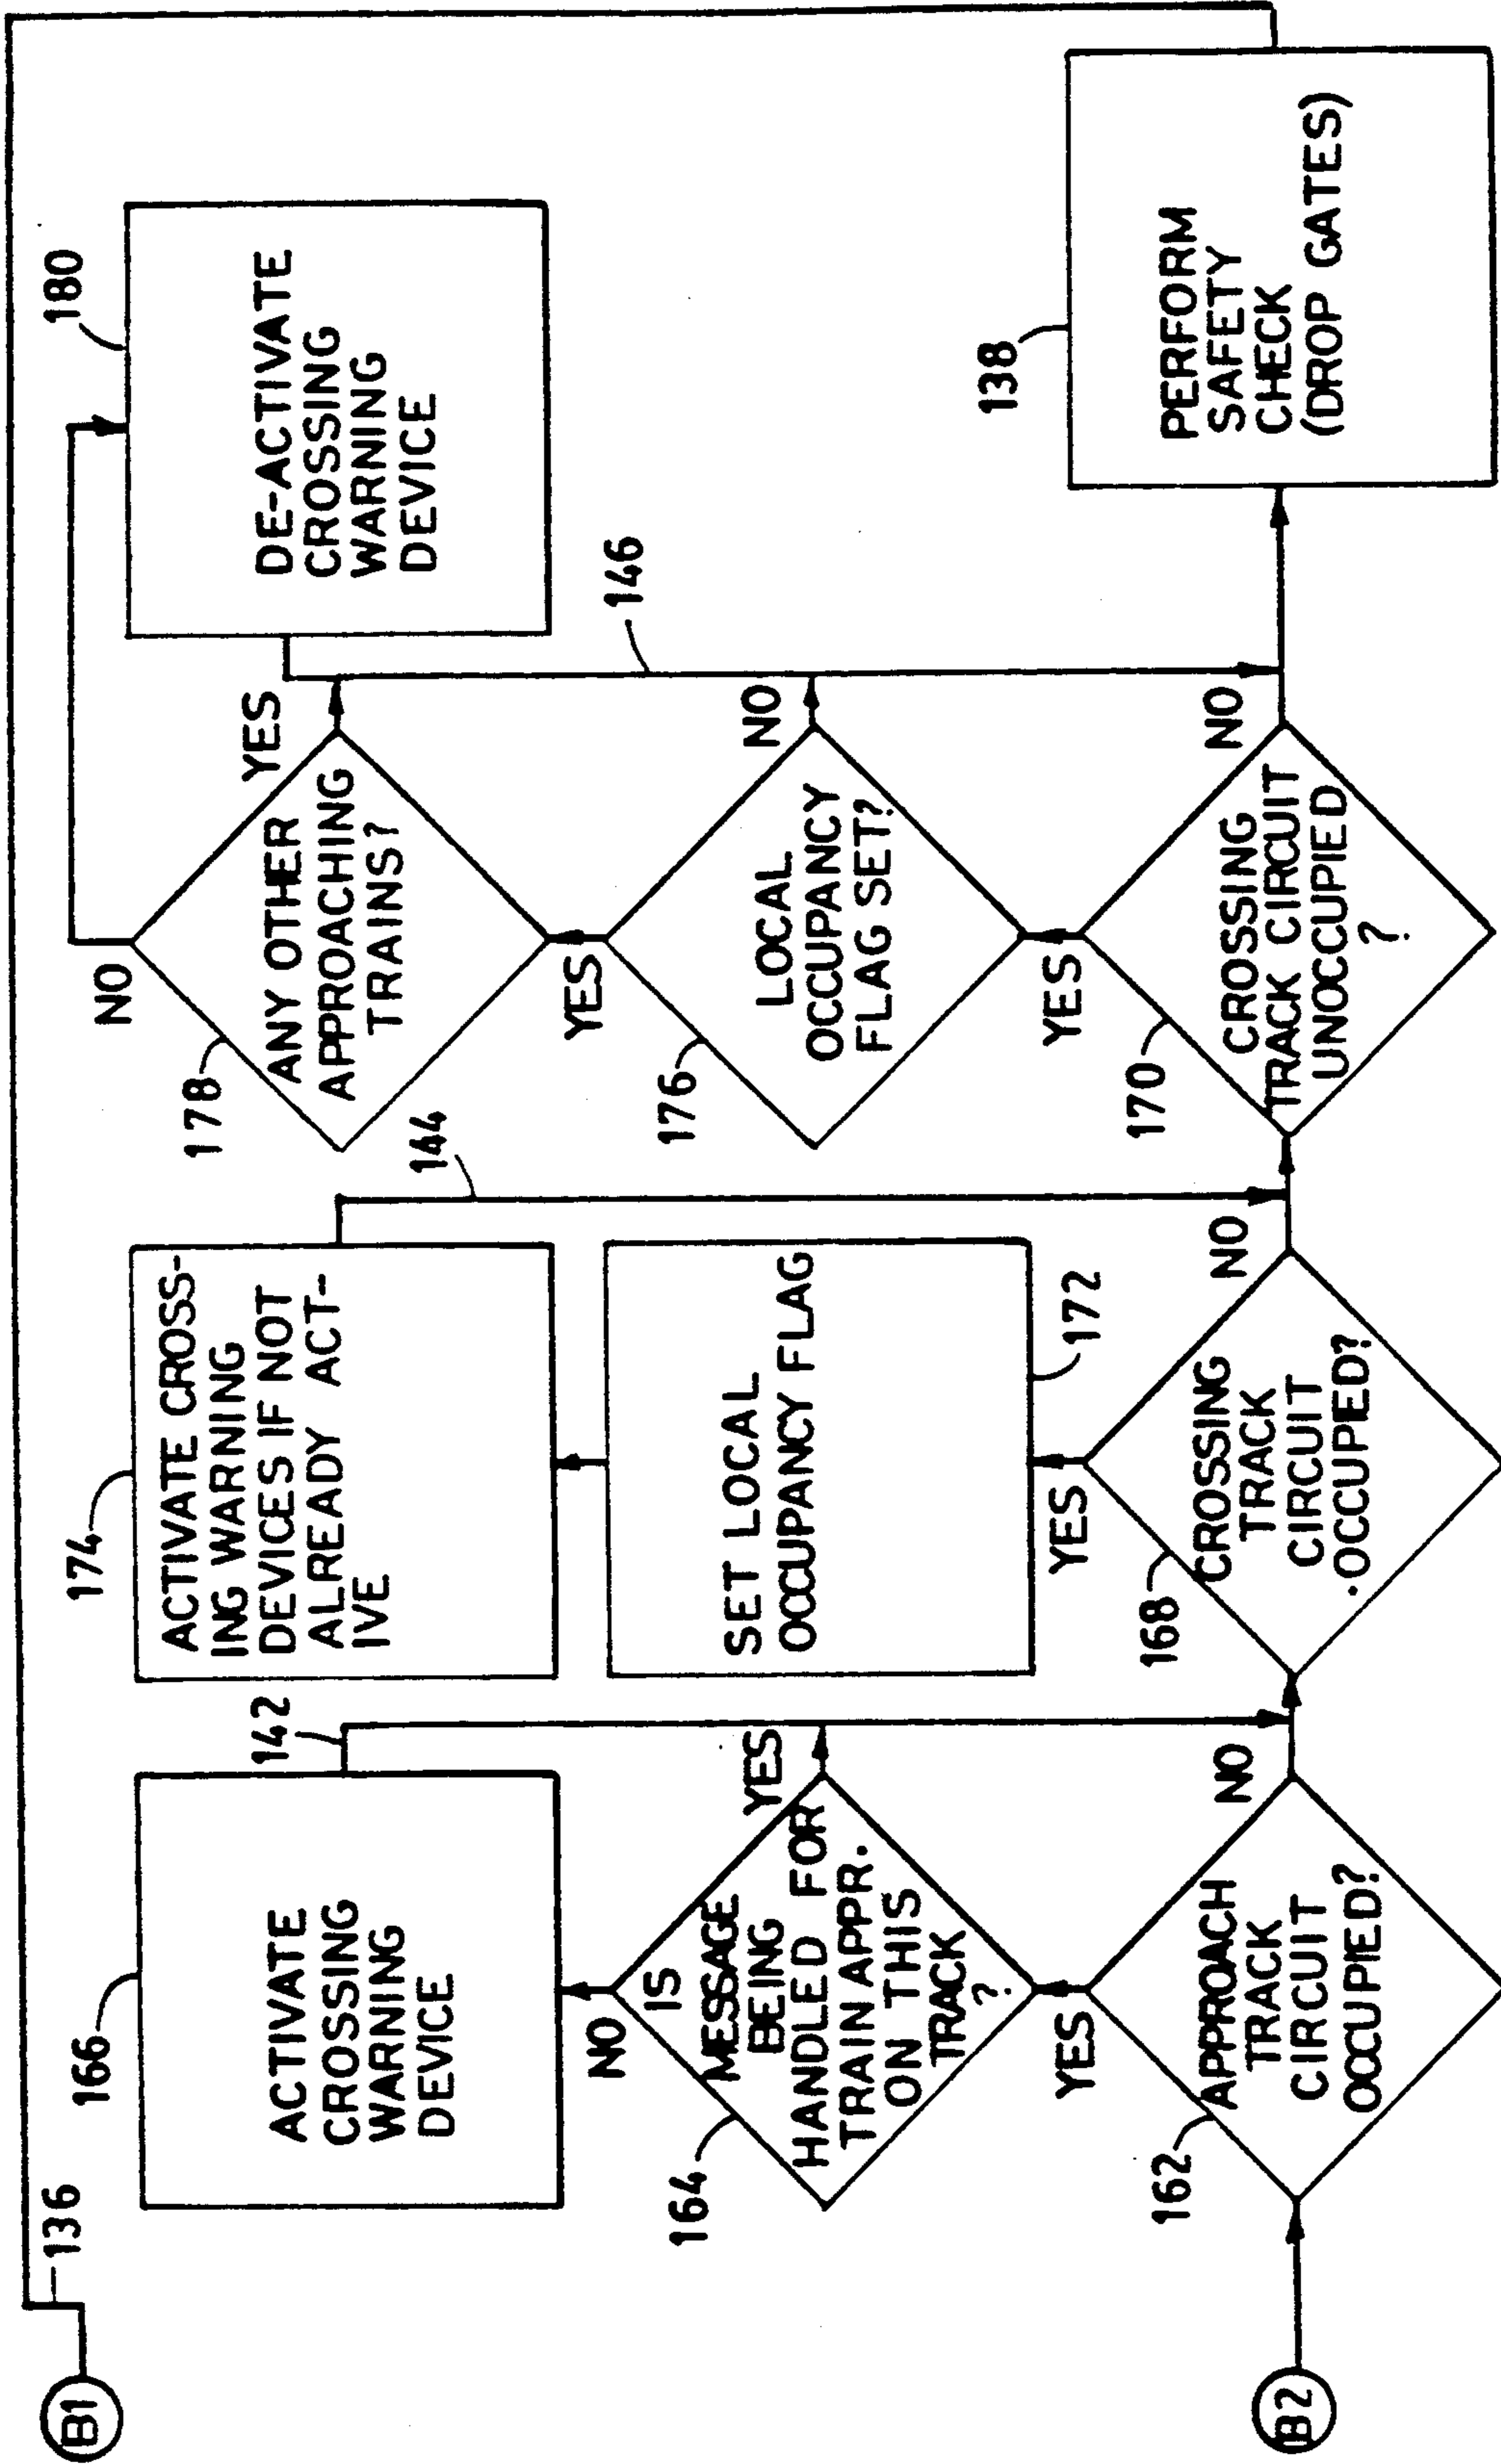 B1
136
166
ACTIVATE
CROSSING
WARNING
DEVICE
142
NO
164
IS
MESSAGE
BEING
HANDLED FOR
TRAIN APPR.
ON THIS
TRACK
?
YES
YES
B2
162
APPROACH
TRACK
CIRCUIT
OCCUPIED?
NO
174
ACTIVATE CROSS-
ING WARNING
DEVICES IF NOT
ALREADY ACT-
IVE
144
SET LOCAL
OCCUPANCY FLAG
172
YES
168
CROSSING
TRACK
CIRCUIT
.OCCUPED?
NO
180
DE-ACTIVATE
CROSSING
WARNING
DEVICE
NO
178
ANY OTHER
APPROACHING
TRAINS?
YES
YES
146
176
LOCAL
OCCUPANCY
FLAG SET?
NO
YES
170
CROSSING
TRACK CIRCUIT
UNOCCUPIED
?
NO
138
PERFORM
SAFETY
CHECK
(DROP GATES)